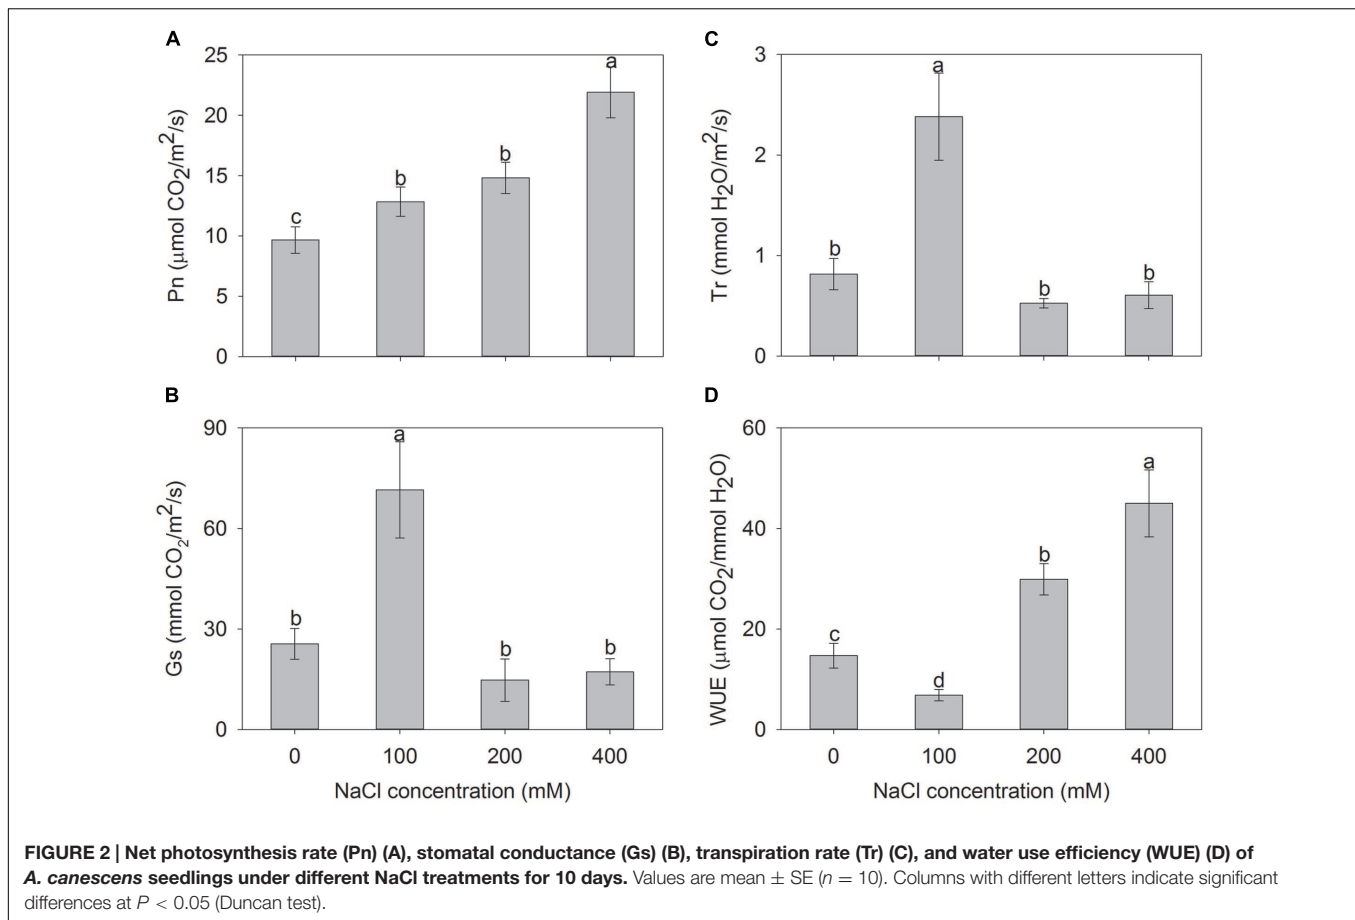 A
25
20
15
10
5
0
Pn (μmol CO2/m2/s)
c
b
b
a
C
3
2
1
0
Tr (mmol H2O/m2/s)
b
a
b
b
B
90
60
30
0
Gs (mmol CO2/m2/s)
b
a
b
b
0 100 200 400
NaCl concentration (mM)
D
60
40
20
0
WUE (μmol CO2/mmol H2O)
c
d
b
a
0 100 200 400
NaCl concentration (mM)
FIGURE 2 | Net photosynthesis rate (Pn) (A), stomatal conductance (Gs) (B), transpiration rate (Tr) (C), and water use efficiency (WUE) (D) of
A. canescens seedlings under different NaCl treatments for 10 days. Values are mean ± SE (n = 10). Columns with different letters indicate significant
differences at P < 0.05 (Duncan test).